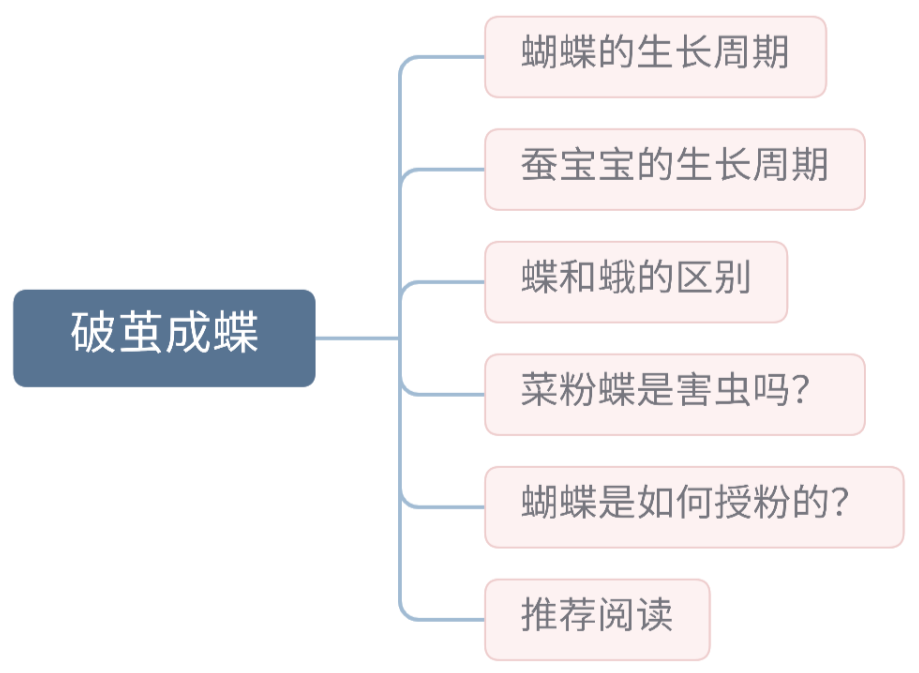 破茧成蝶
蝴蝶的生长周期
蚕宝宝的生长周期
蝶和蛾的区别
菜粉蝶是害虫吗?
蝴蝶是如何授粉的?
推荐阅读